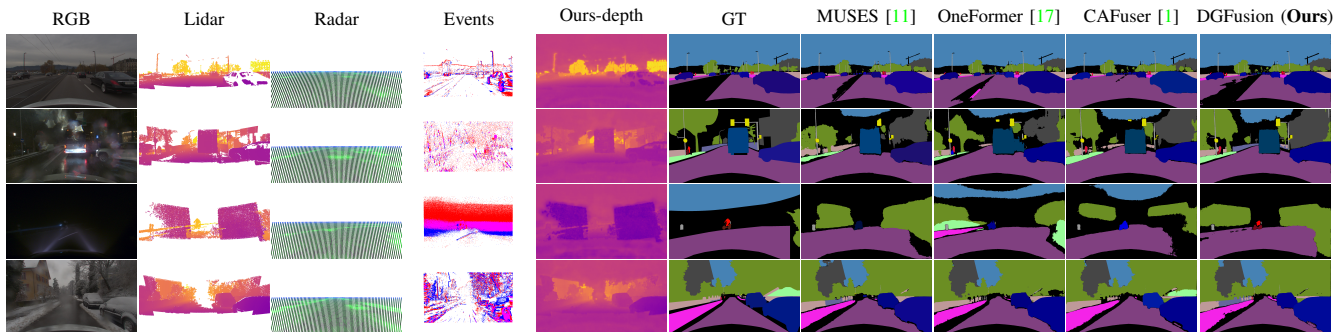 RGB Lidar Radar Events Ours-depth GT MUSES [11] OneFormer [17] CAFuser [1] DGFusion (Ours)